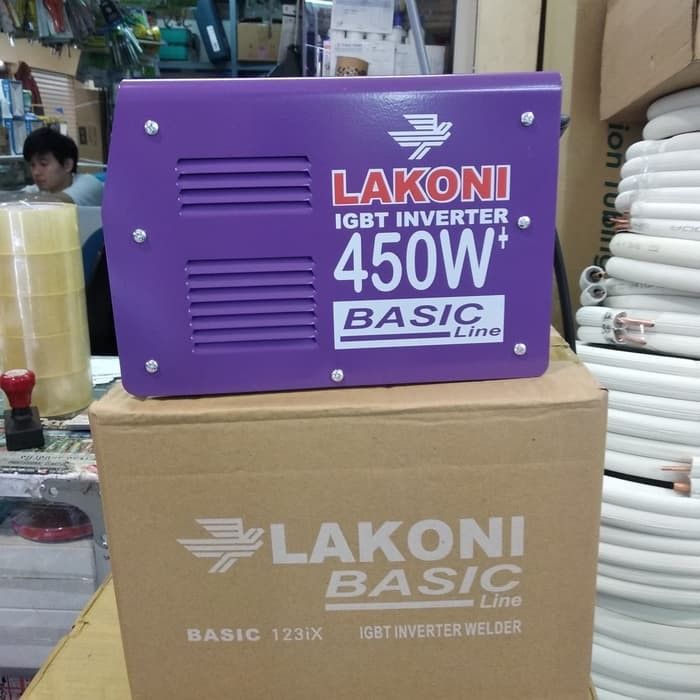 LAKONI
IGBT INVERTER
450W+
BASIC
Line
LAKONI
BASIC
Line
BASIC 123iX
IGBT INVERTER WELDER